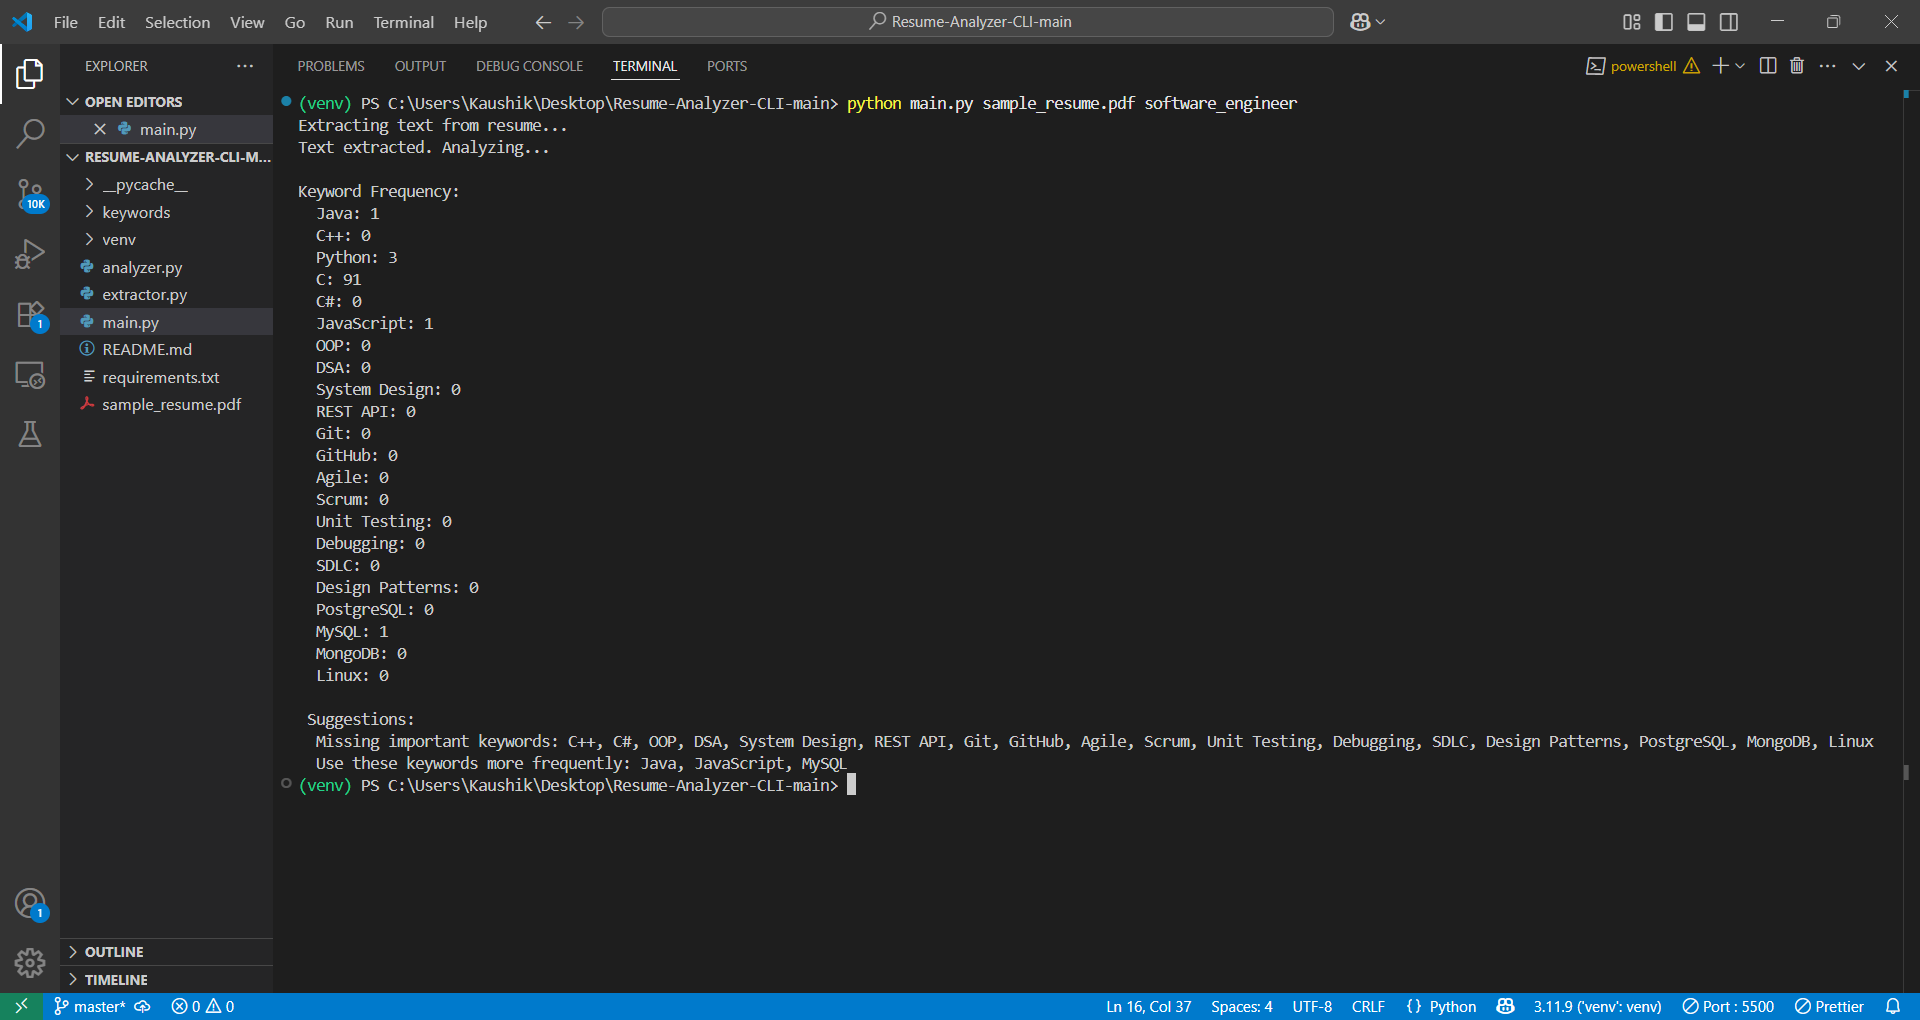 File Edit Selection View Go Run Terminal Help Resume-Analyzer-CLI-main
EXPLORER
OPEN EDITORS
main.py
RESUME-ANALYZER-CLI-M...
__pycache__
keywords
venv
analyzer.py
extractor.py
main.py
README.md
requirements.txt
sample_resume.pdf
OUTLINE
TIMELINE
10K
1
1
PROBLEMS OUTPUT DEBUG CONSOLE TERMINAL PORTS powershell
(venv) PS C:\Users\Kaushik\Desktop\Resume-Analyzer-CLI-main> python main.py sample_resume.pdf software_engineer
Extracting text from resume...
Text extracted. Analyzing...
Keyword Frequency:
Java: 1
C++: 0
Python: 3
C: 91
C#: 0
JavaScript: 1
OOP: 0
DSA: 0
System Design: 0
REST API: 0
Git: 0
GitHub: 0
Agile: 0
Scrum: 0
Unit Testing: 0
Debugging: 0
SDLC: 0
Design Patterns: 0
PostgreSQL: 0
MySQL: 1
MongoDB: 0
Linux: 0
Suggestions:
Missing important keywords: C++, C#, OOP, DSA, System Design, REST API, Git, GitHub, Agile, Scrum, Unit Testing, Debugging, SDLC, Design Patterns, PostgreSQL, MongoDB, Linux
Use these keywords more frequently: Java, JavaScript, MySQL
(venv) PS C:\Users\Kaushik\Desktop\Resume-Analyzer-CLI-main>
master* 0 0 Ln 16, Col 37 Spaces: 4 UTF-8 CRLF {} Python 3.11.9 ('venv': venv) Port : 5500 Prettier